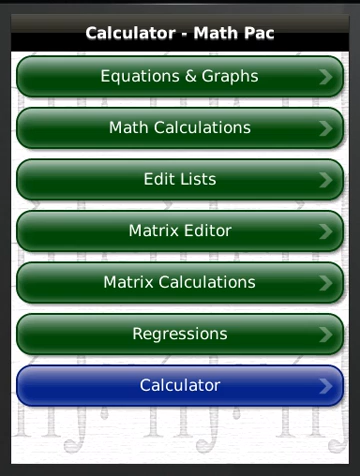 Calculator - Math Pac
Equations & Graphs
Math Calculations
Edit Lists
Matrix Editor
Matrix Calculations
Regressions
Calculator